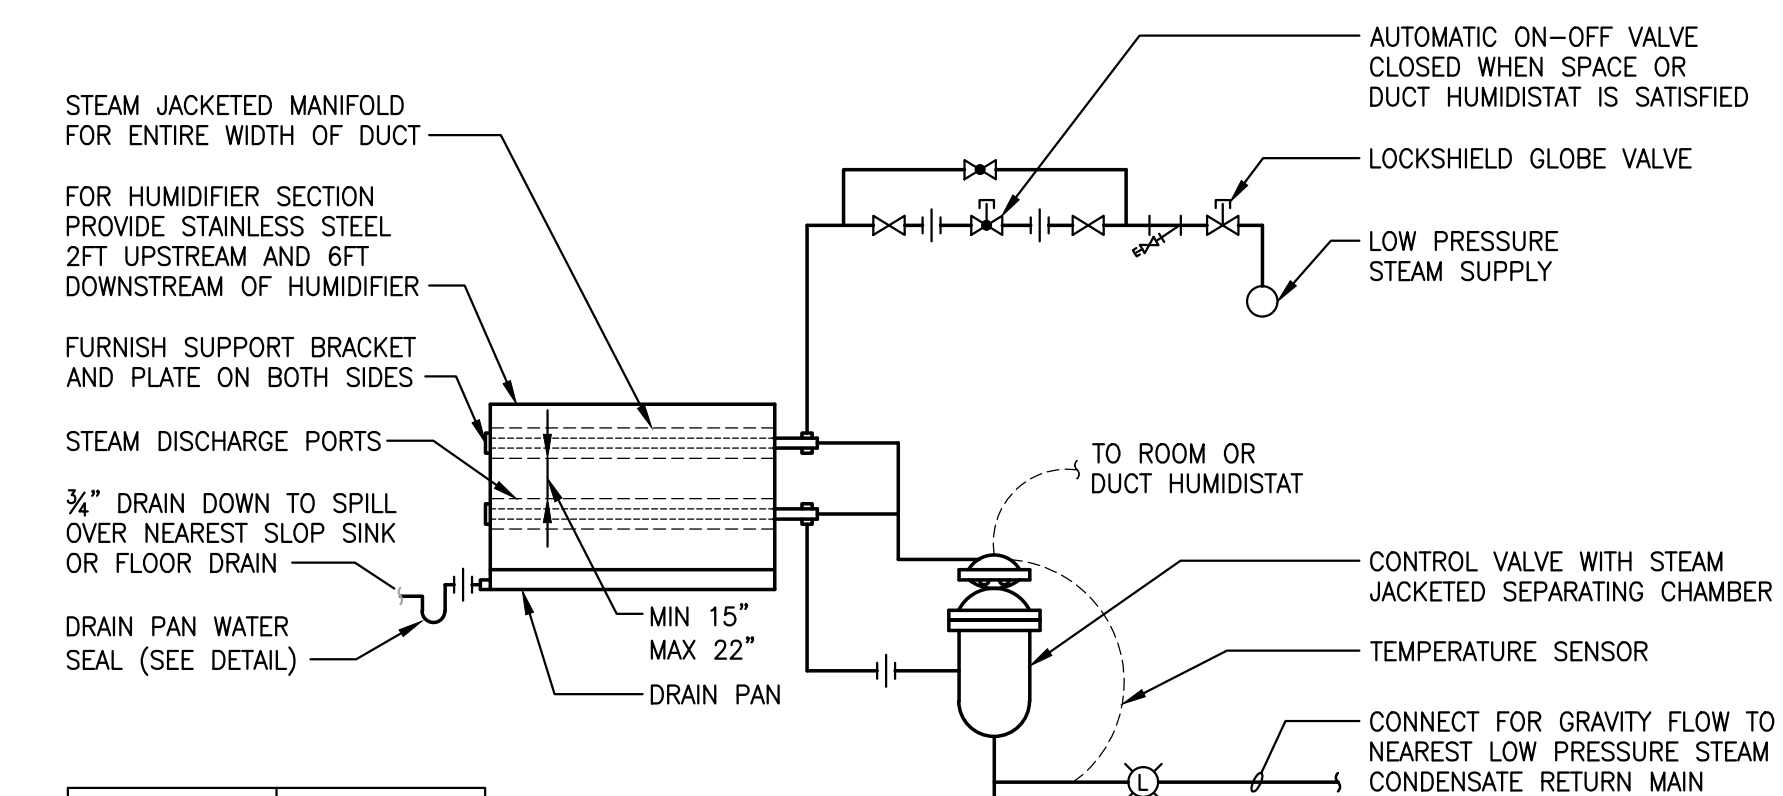 STEAM JACKETED MANIFOLD
FOR ENTIRE WIDTH OF DUCT
FOR HUMIDIFIER SECTION
PROVIDE STAINLESS STEEL
2FT UPSTREAM AND 6FT
DOWNSTREAM OF HUMIDIFIER
FURNISH SUPPORT BRACKET
AND PLATE ON BOTH SIDES
STEAM DISCHARGE PORTS
¾" DRAIN DOWN TO SPILL
OVER NEAREST SLOP SINK
OR FLOOR DRAIN
DRAIN PAN WATER
SEAL (SEE DETAIL)
MIN 15"
MAX 22"
DRAIN PAN
TO ROOM OR
DUCT HUMIDISTAT
AUTOMATIC ON-OFF VALVE
CLOSED WHEN SPACE OR
DUCT HUMIDISTAT IS SATISFIED
LOCKSHIELD GLOBE VALVE
LOW PRESSURE
STEAM SUPPLY
CONTROL VALVE WITH STEAM
JACKETED SEPARATING CHAMBER
TEMPERATURE SENSOR
CONNECT FOR GRAVITY FLOW TO
NEAREST LOW PRESSURE STEAM
CONDENSATE RETURN MAIN
L